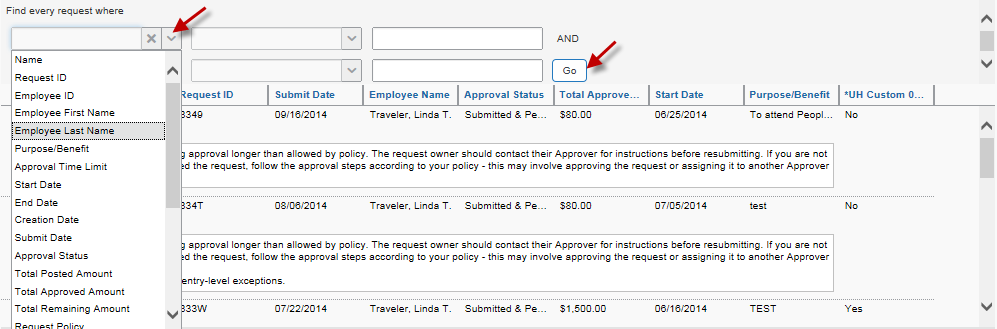 Find every request where
AND
Go
Name
Request ID
Employee ID
Employee First Name
Employee Last Name
Purpose/Benefit
Approval Time Limit
Start Date
End Date
Creation Date
Submit Date
Approval Status
Total Posted Amount
Total Approved Amount
Total Remaining Amount
Request Policy
Request ID Submit Date Employee Name Approval Status Total Approve... Start Date Purpose/Benefit *UH Custom 0...
3349 09/16/2014 Traveler, Linda T. Submitted & Pe... $80.00 06/25/2014 To attend Peopl... No
g approval longer than allowed by policy. The request owner should contact their Approver for instructions before resubmitting. If you are not
ed the request, follow the approval steps according to your policy - this may involve approving the request or assigning it to another Approver
334T 08/06/2014 Traveler, Linda T. Submitted & Pe... $80.00 07/05/2014 test No
g approval longer than allowed by policy. The request owner should contact their Approver for instructions before resubmitting. If you are not
ed the request, follow the approval steps according to your policy - this may involve approving the request or assigning it to another Approver
entry-level exceptions.
333W 07/22/2014 Traveler, Linda T. Submitted & Pe... $1,500.00 06/16/2014 TEST Yes